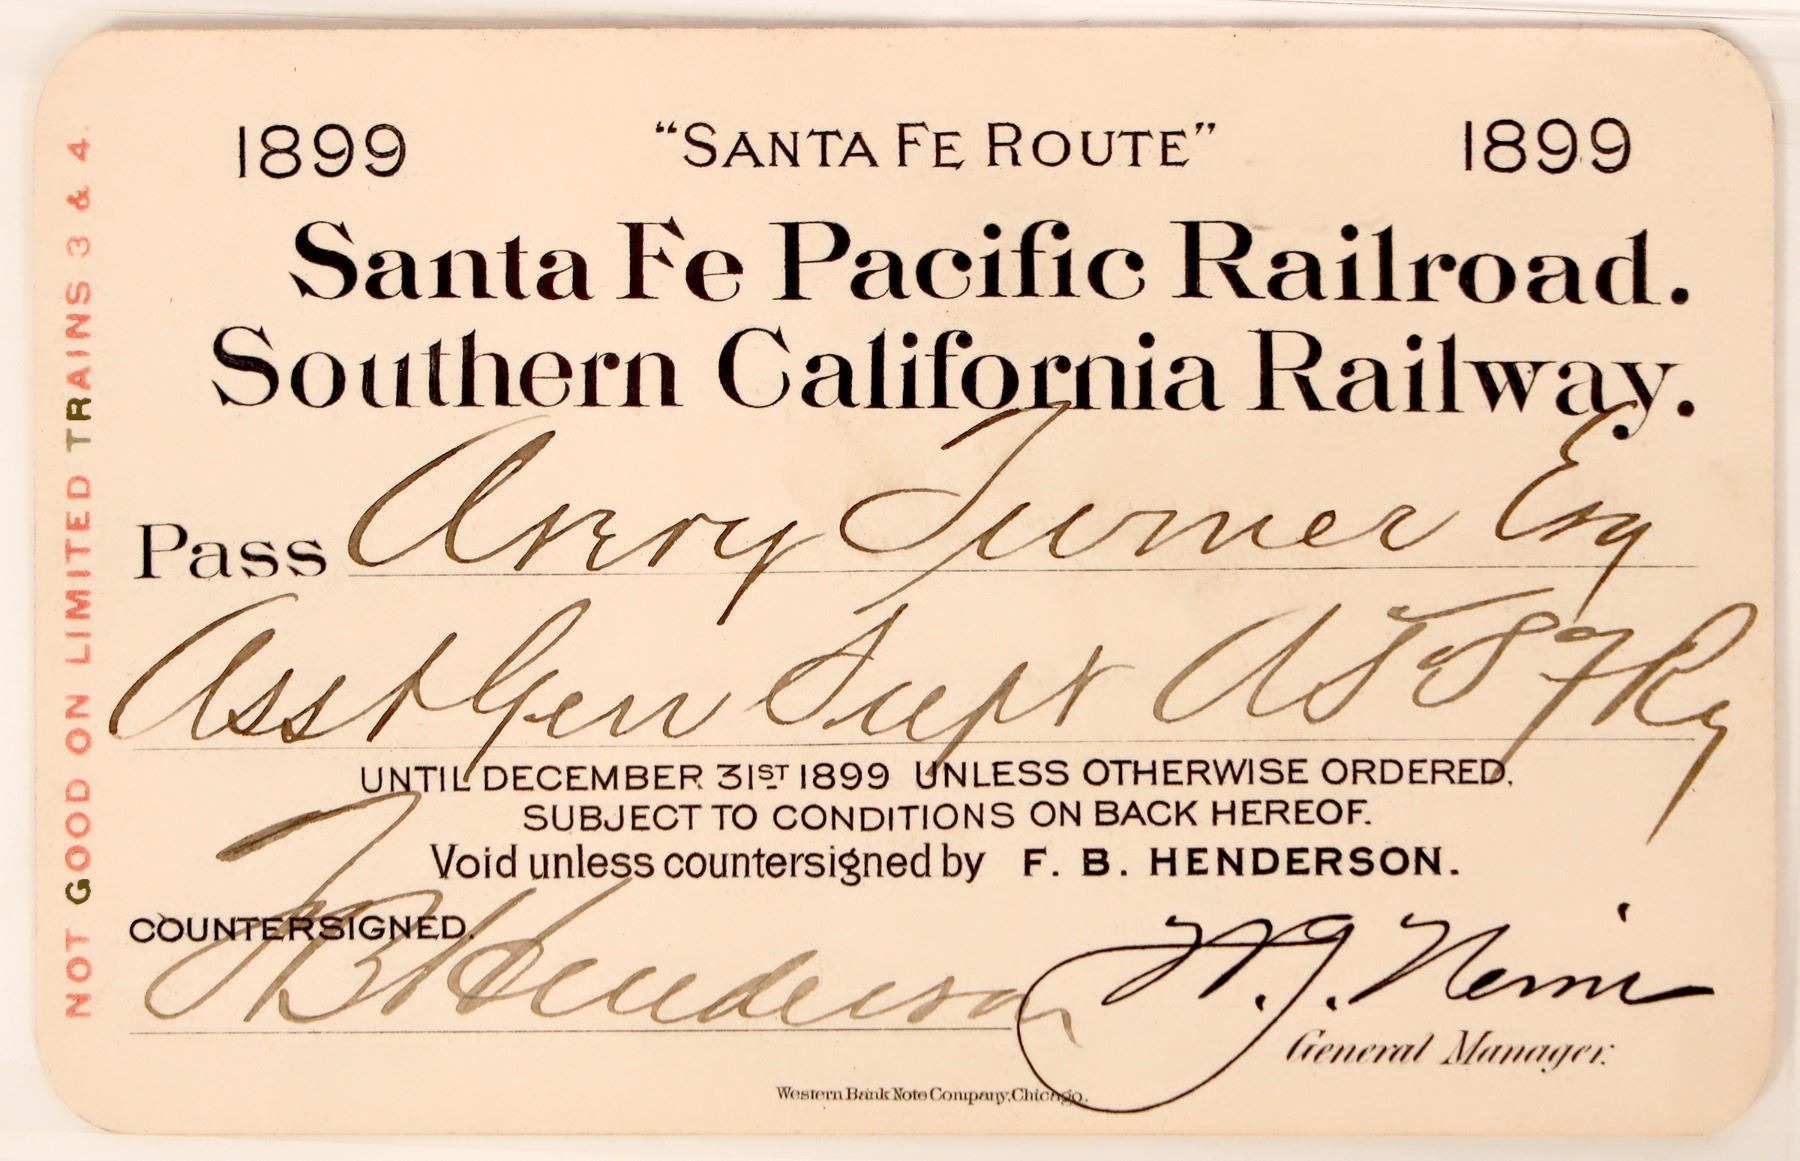 1899 "SANTA FE ROUTE" 1899
Santa Fe Pacific Railroad.
Southern California Railway.
Pass Avery Turner Esq
Asst Gen Supt AT&SF Ry
UNTIL DECEMBER 31ST 1899 UNLESS OTHERWISE ORDERED,
SUBJECT TO CONDITIONS ON BACK HEREOF.
Void unless countersigned by F. B. HENDERSON.
COUNTERSIGNED.
FB Henderson
W. G. Nevin
General Manager.
Western Bank Note Company, Chicago.
NOT GOOD ON LIMITED TRAINS 3 & 4.